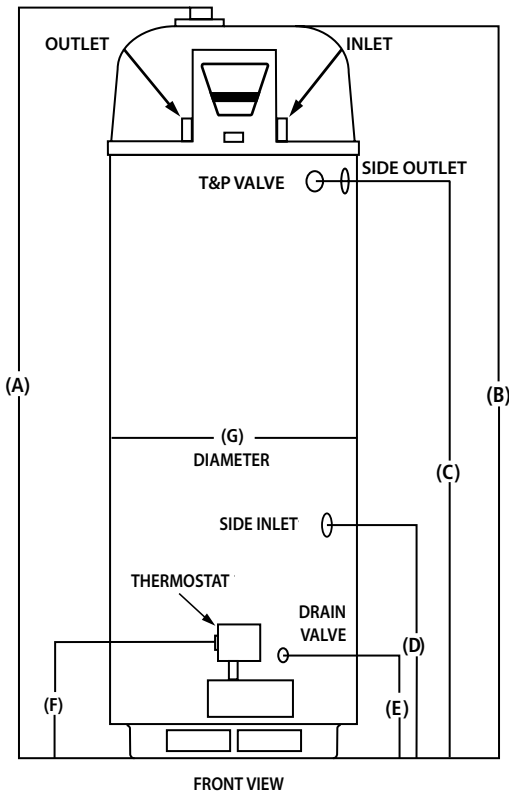 OUTLET
INLET
T&P VALVE
SIDE OUTLET
(A)
(B)
(G)
DIAMETER
(C)
SIDE INLET
THERMOSTAT
DRAIN
VALVE
(D)
(F)
(E)
FRONT VIEW